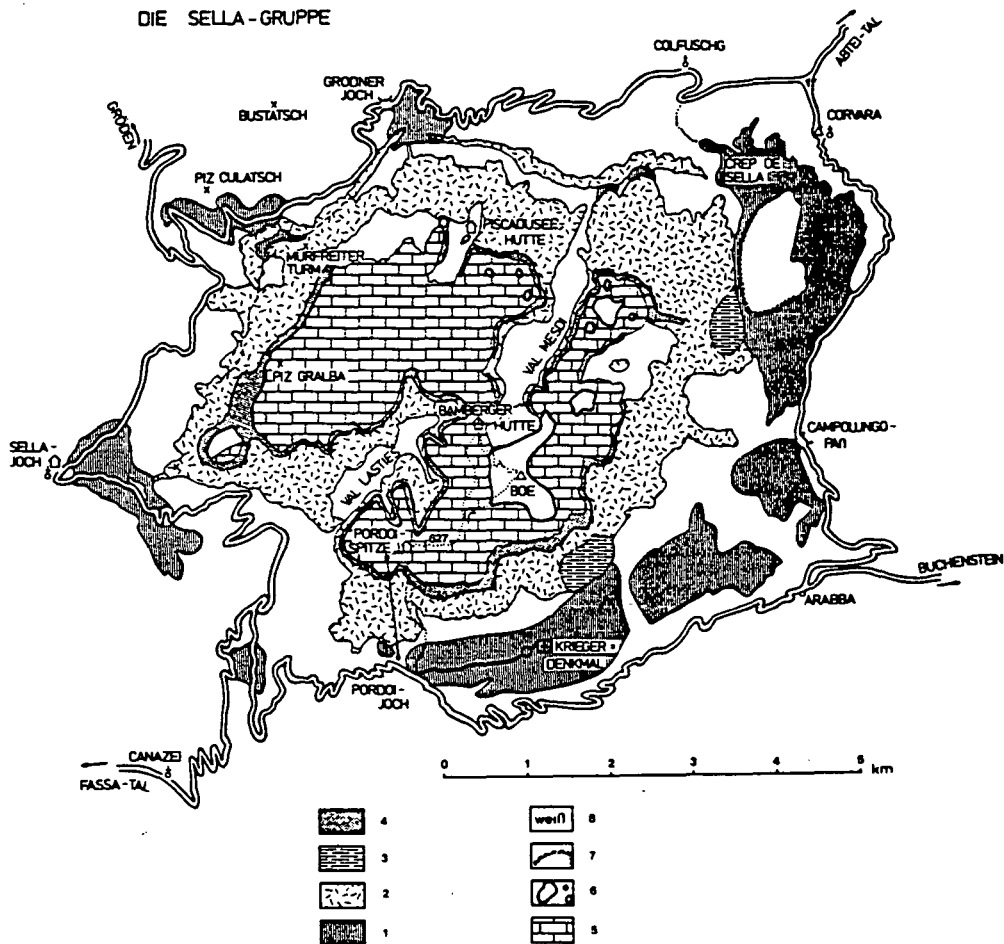 DIE SELLA-GRUPPE
COLFUSCHG
ABTEI-TAL
GRÖDNER
JOCH
BUSTATSCH
GRÖDEN
CORVARA
PIZ CULATSCH
CREP DE
SELLA
PISCADUSEE
HÜTTE
MURFREITER
TURM
VAL MESDI
PIZ GRALBA
BAMBERGER
HÜTTE
SELLA-
JOCH
CAMPOLUNGO-
PAß
VAL LASTIES
BOE
PORDOI-
SPITZE
627
BUCHENSTEIN
ARABBA
KRIEGER-
DENKMAL
PORDOI-
JOCH
CANAZEI
FASSA-TAL
0 1 2 3 4 5
km
4
3
2
1
weiß 8
7
6
5